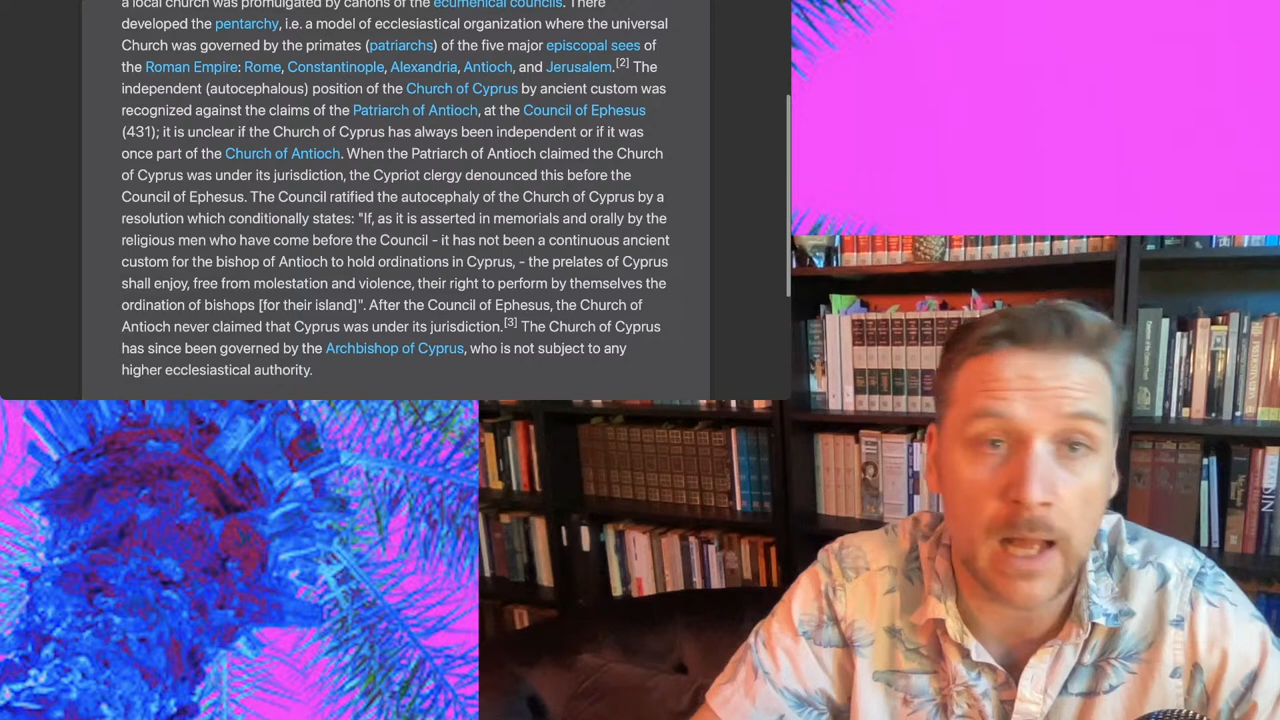 a local church was promulgated by canons of the ecumenical councils. There
developed the pentarchy, i.e. a model of ecclesiastical organization where the universal
Church was governed by the primates (patriarchs) of the five major episcopal sees of
the Roman Empire: Rome, Constantinople, Alexandria, Antioch, and Jerusalem.[2] The
independent (autocephalous) position of the Church of Cyprus by ancient custom was
recognized against the claims of the Patriarch of Antioch, at the Council of Ephesus
(431); it is unclear if the Church of Cyprus has always been independent or if it was
once part of the Church of Antioch. When the Patriarch of Antioch claimed the Church
of Cyprus was under its jurisdiction, the Cypriot clergy denounced this before the
Council of Ephesus. The Council ratified the autocephaly of the Church of Cyprus by a
resolution which conditionally states: "If, as it is asserted in memorials and orally by the
religious men who have come before the Council - it has not been a continuous ancient
custom for the bishop of Antioch to hold ordinations in Cyprus, - the prelates of Cyprus
shall enjoy, free from molestation and violence, their right to perform by themselves the
ordination of bishops [for their island]". After the Council of Ephesus, the Church of
Antioch never claimed that Cyprus was under its jurisdiction.[3] The Church of Cyprus
has since been governed by the Archbishop of Cyprus, who is not subject to any
higher ecclesiastical authority.